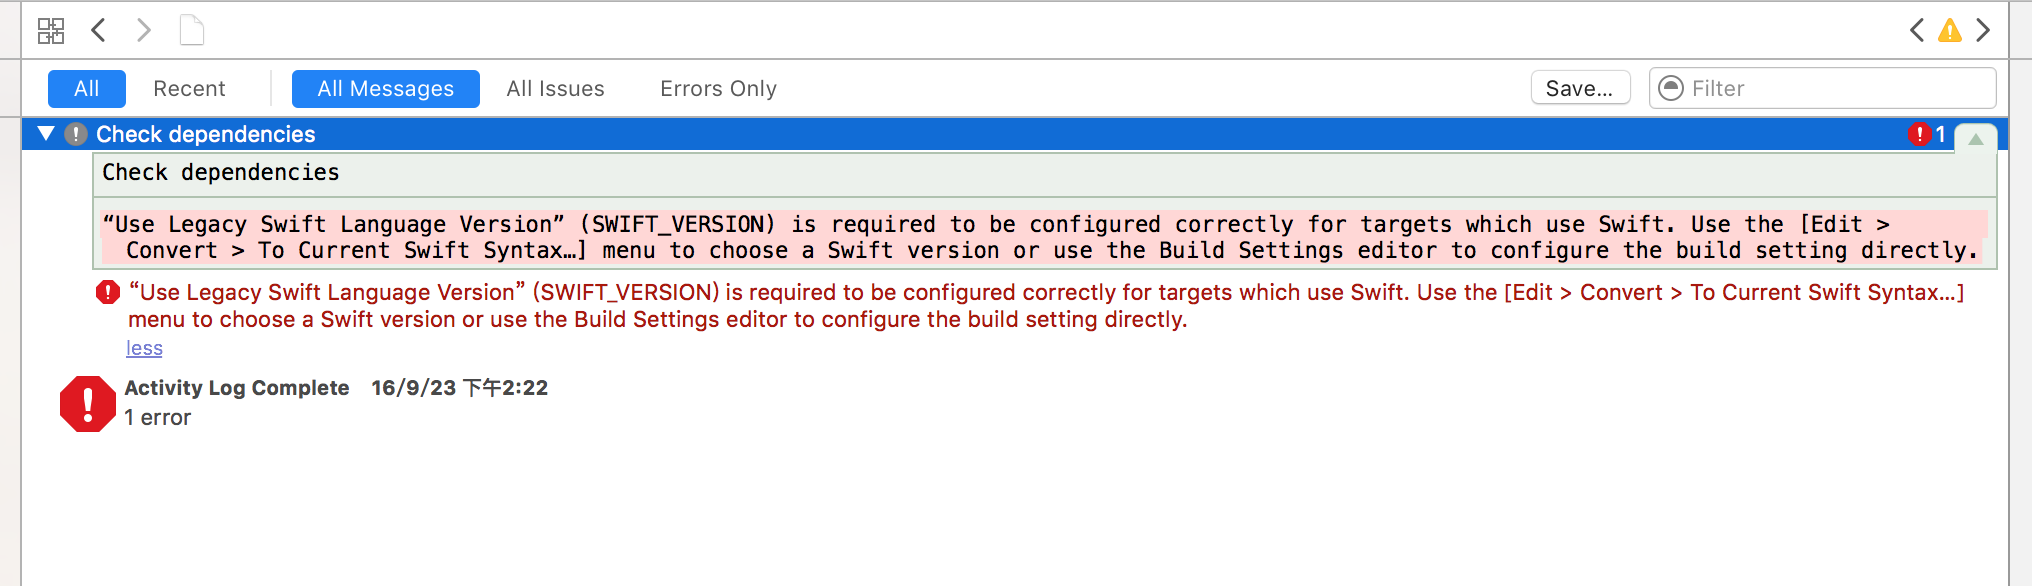 All Recent All Messages All Issues Errors Only Save... Filter
Check dependencies 1
Check dependencies
“Use Legacy Swift Language Version” (SWIFT_VERSION) is required to be configured correctly for targets which use Swift. Use the [Edit >
Convert > To Current Swift Syntax…] menu to choose a Swift version or use the Build Settings editor to configure the build setting directly.
“Use Legacy Swift Language Version” (SWIFT_VERSION) is required to be configured correctly for targets which use Swift. Use the [Edit > Convert > To Current Swift Syntax…]
menu to choose a Swift version or use the Build Settings editor to configure the build setting directly.
less
Activity Log Complete 16/9/23 下午2:22
1 error